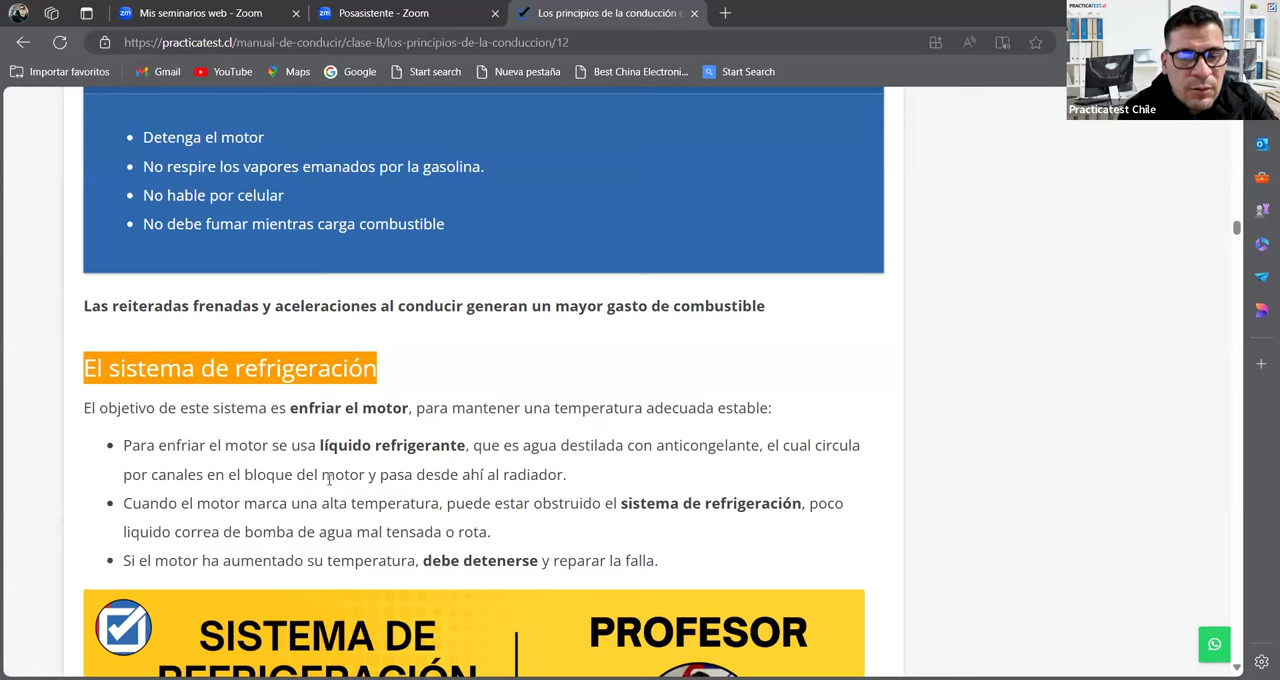 Mis seminarios web - Zoom
Posasistente - Zoom
Los principios de la conducción
https://practicatest.cl/manual-de-conducir/clase-B/los-principios-de-la-conduccion/12
Importar favoritos
Gmail
YouTube
Maps
Google
Start search
Nueva pestaña
Best China Electroni...
Start Search
PRACTICATEST.cl
Practicatest Chile
Detenga el motor
No respire los vapores emanados por la gasolina.
No hable por celular
No debe fumar mientras carga combustible
Las reiteradas frenadas y aceleraciones al conducir generan un mayor gasto de combustible
El sistema de refrigeración
El objetivo de este sistema es enfriar el motor, para mantener una temperatura adecuada estable:
Para enfriar el motor se usa líquido refrigerante, que es agua destilada con anticongelante, el cual circula
por canales en el bloque del motor y pasa desde ahí al radiador.
Cuando el motor marca una alta temperatura, puede estar obstruido el sistema de refrigeración, poco
liquido correa de bomba de agua mal tensada o rota.
Si el motor ha aumentado su temperatura, debe detenerse y reparar la falla.
SISTEMA DE
REFRIGERACIÓN
PROFESOR